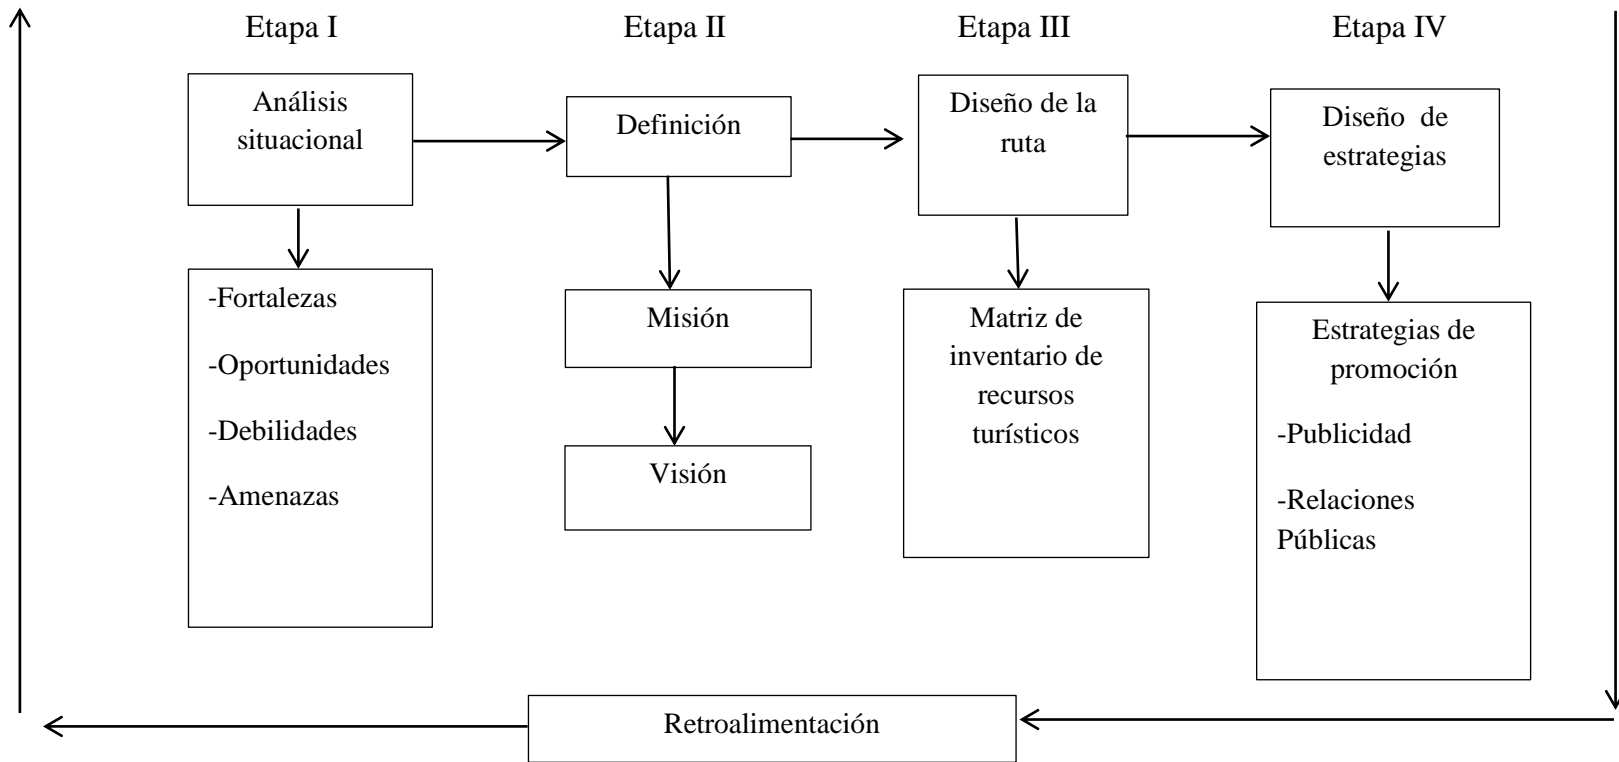 Etapa I
Etapa II
Etapa III
Etapa IV
Análisis
situacional
Definición
Diseño de la
ruta
Diseño de
estrategias
-Fortalezas
-Oportunidades
-Debilidades
-Amenazas
Misión
Visión
Matriz de
inventario de
recursos
turísticos
Estrategias de
promoción
-Publicidad
-Relaciones
Públicas
Retroalimentación